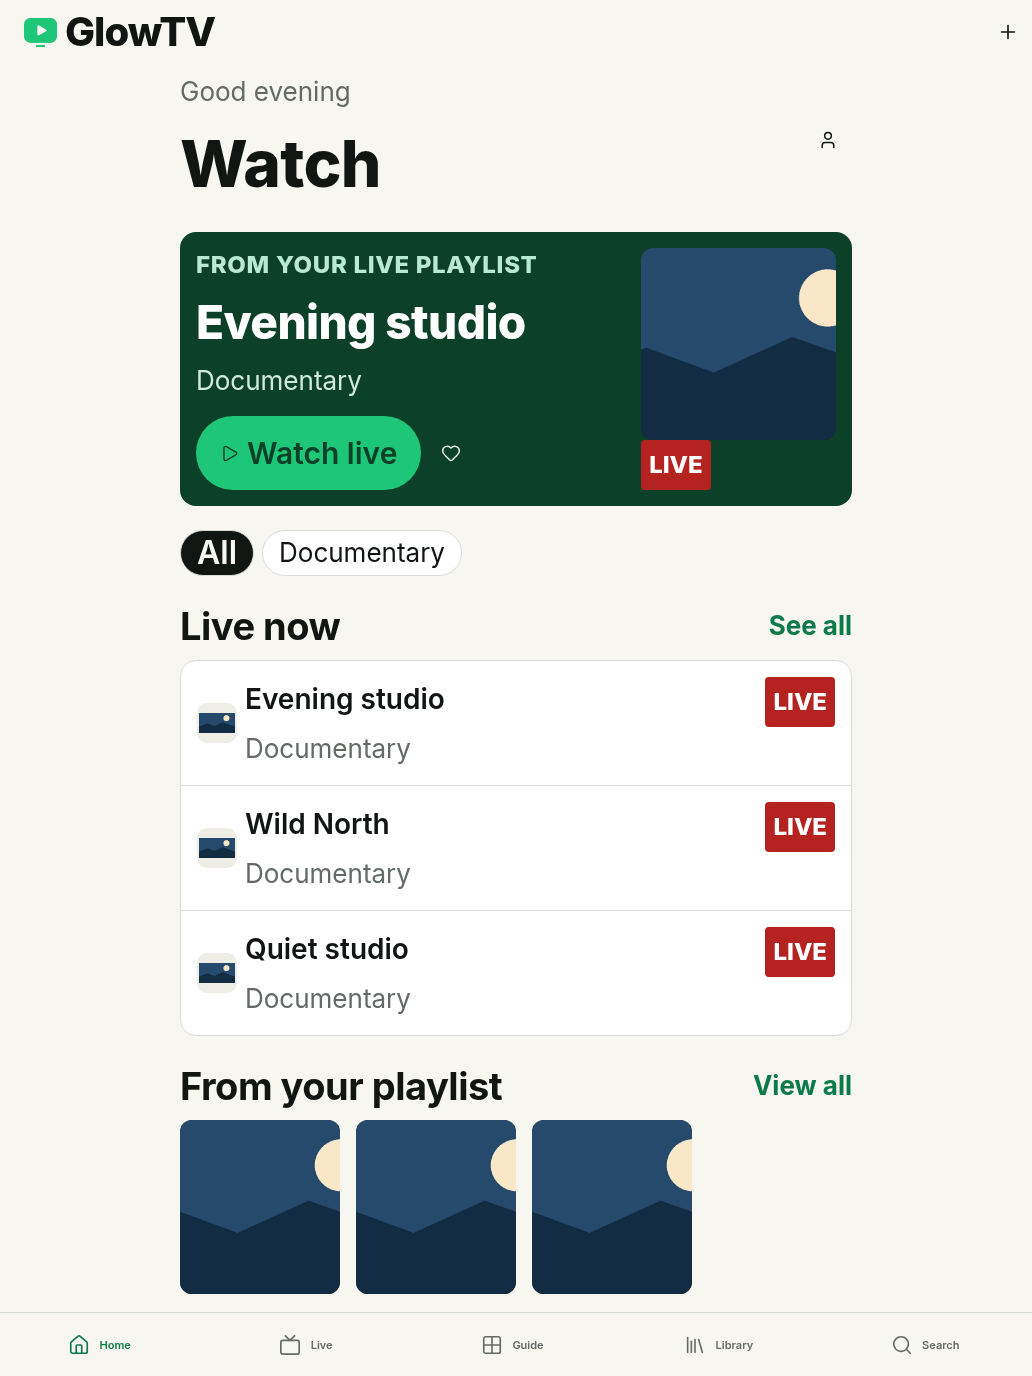 GlowTV
Good evening
Watch
FROM YOUR LIVE PLAYLIST
Evening studio
Documentary
Watch live
LIVE
All
Documentary
Live now
See all
Evening studio
LIVE
Documentary
Wild North
LIVE
Documentary
Quiet studio
LIVE
Documentary
From your playlist
View all
Home
Live
Guide
Library
Search